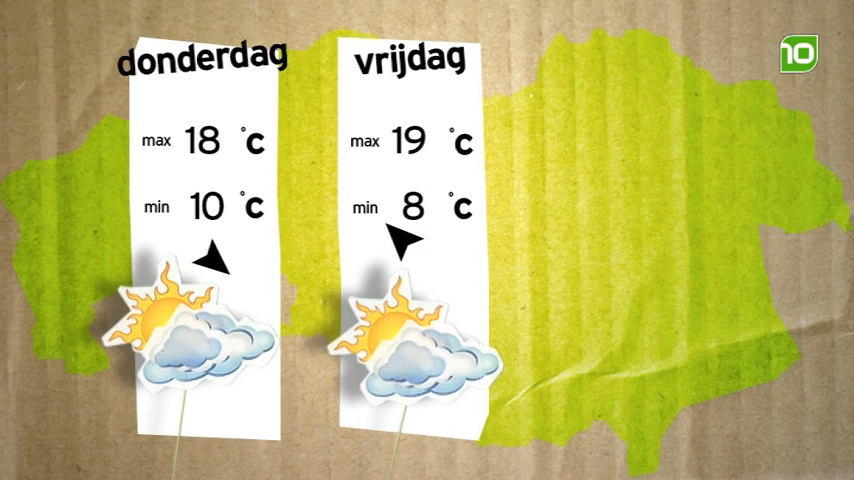 donderdag
max 18 °C
min 10 °C
vrijdag
max 19 °C
min 8 °C
10